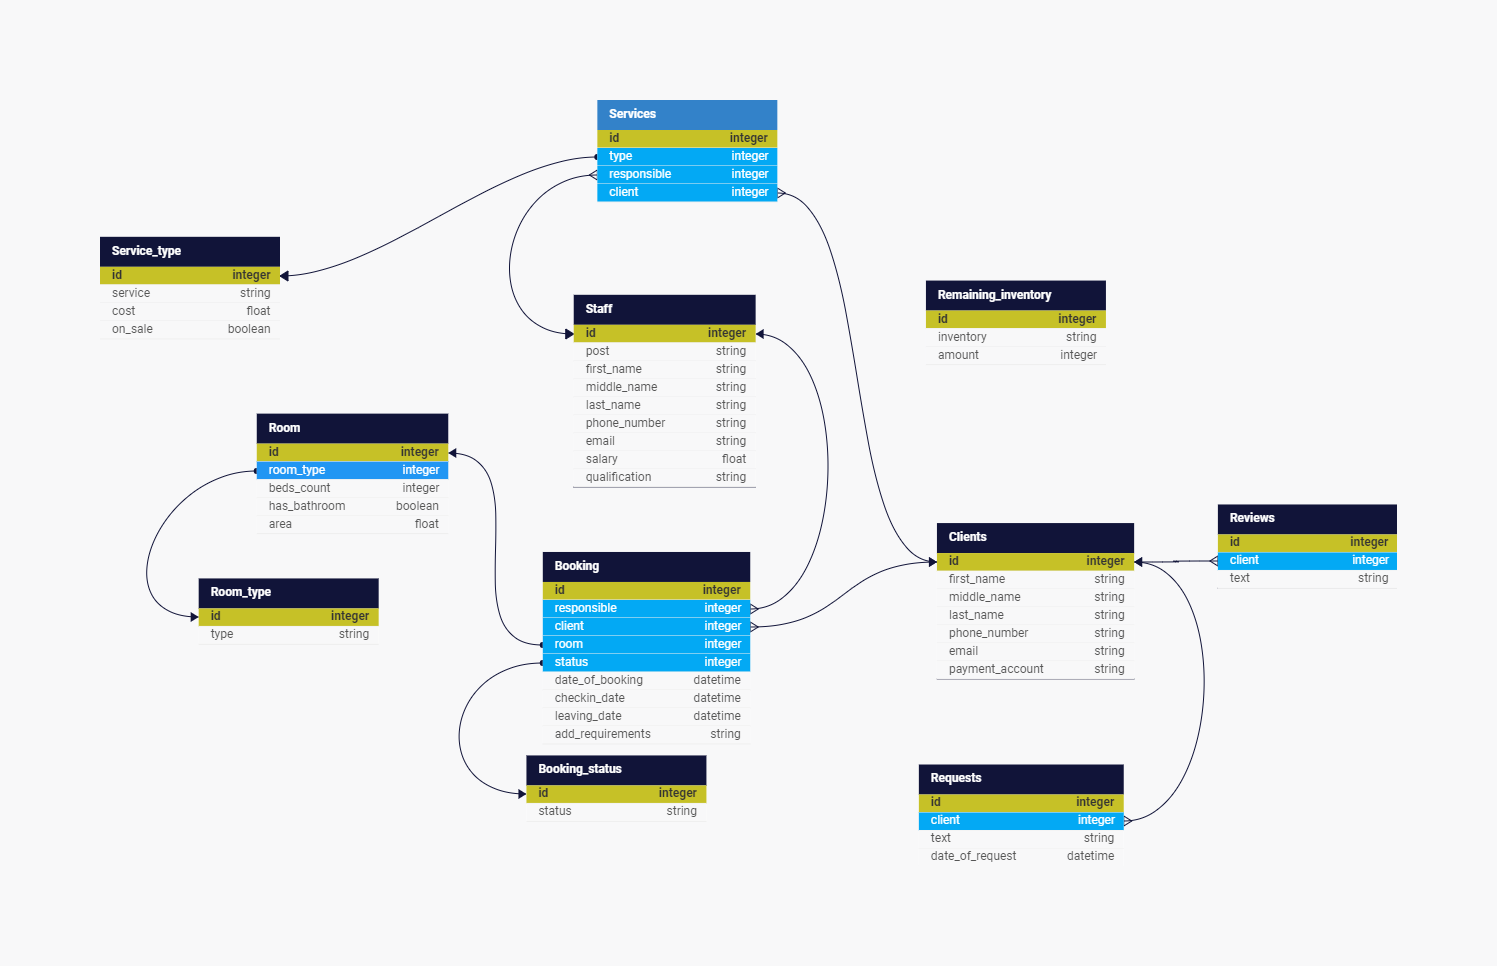 Services
id integer
type integer
responsible integer
client integer
Service_type
id integer
service string
cost float
on_sale boolean
Staff
id integer
post string
first_name string
middle_name string
last_name string
phone_number string
email string
salary float
qualification string
Remaining_inventory
id integer
inventory string
amount integer
Room
id integer
room_type integer
beds_count integer
has_bathroom boolean
area float
Room_type
id integer
type string
Booking
id integer
responsible integer
client integer
room integer
status integer
date_of_booking datetime
checkin_date datetime
leaving_date datetime
add_requirements string
Booking_status
id integer
status string
Clients
id integer
first_name string
middle_name string
last_name string
phone_number string
email string
payment_account string
Reviews
id integer
client integer
text string
Requests
id integer
client integer
text string
date_of_request datetime